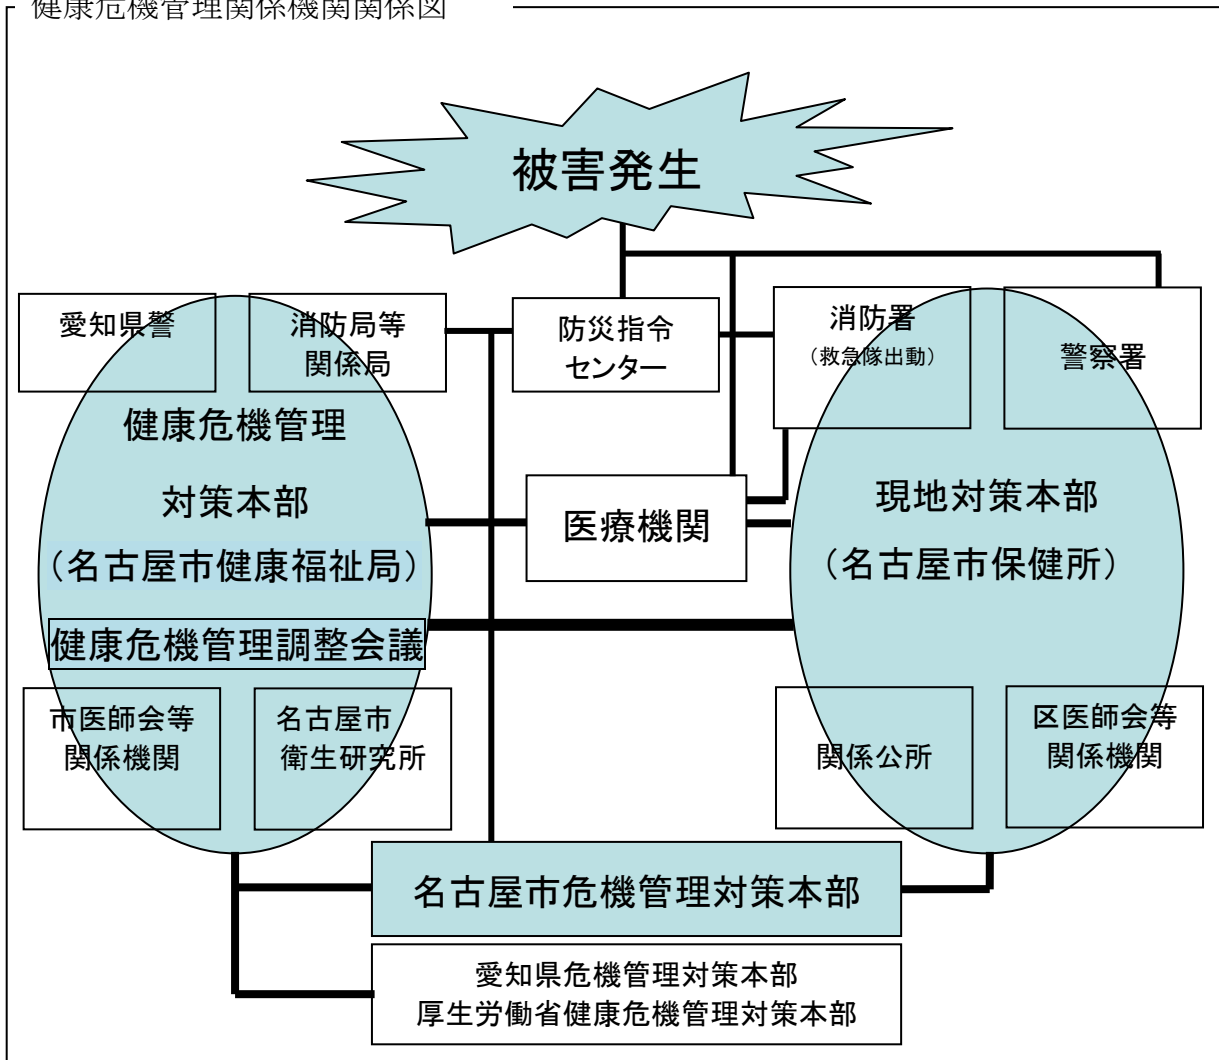 健康危機管理関係機関関係図
被害発生
愛知県警
消防局等
関係局
防災指令
センター
消防署
（救急隊出動）
警察署
健康危機管理
対策本部
（名古屋市健康福祉局）
健康危機管理調整会議
医療機関
現地対策本部
（名古屋市保健所）
市医師会等
関係機関
名古屋市
衛生研究所
関係公所
区医師会等
関係機関
名古屋市危機管理対策本部
愛知県危機管理対策本部
厚生労働省健康危機管理対策本部